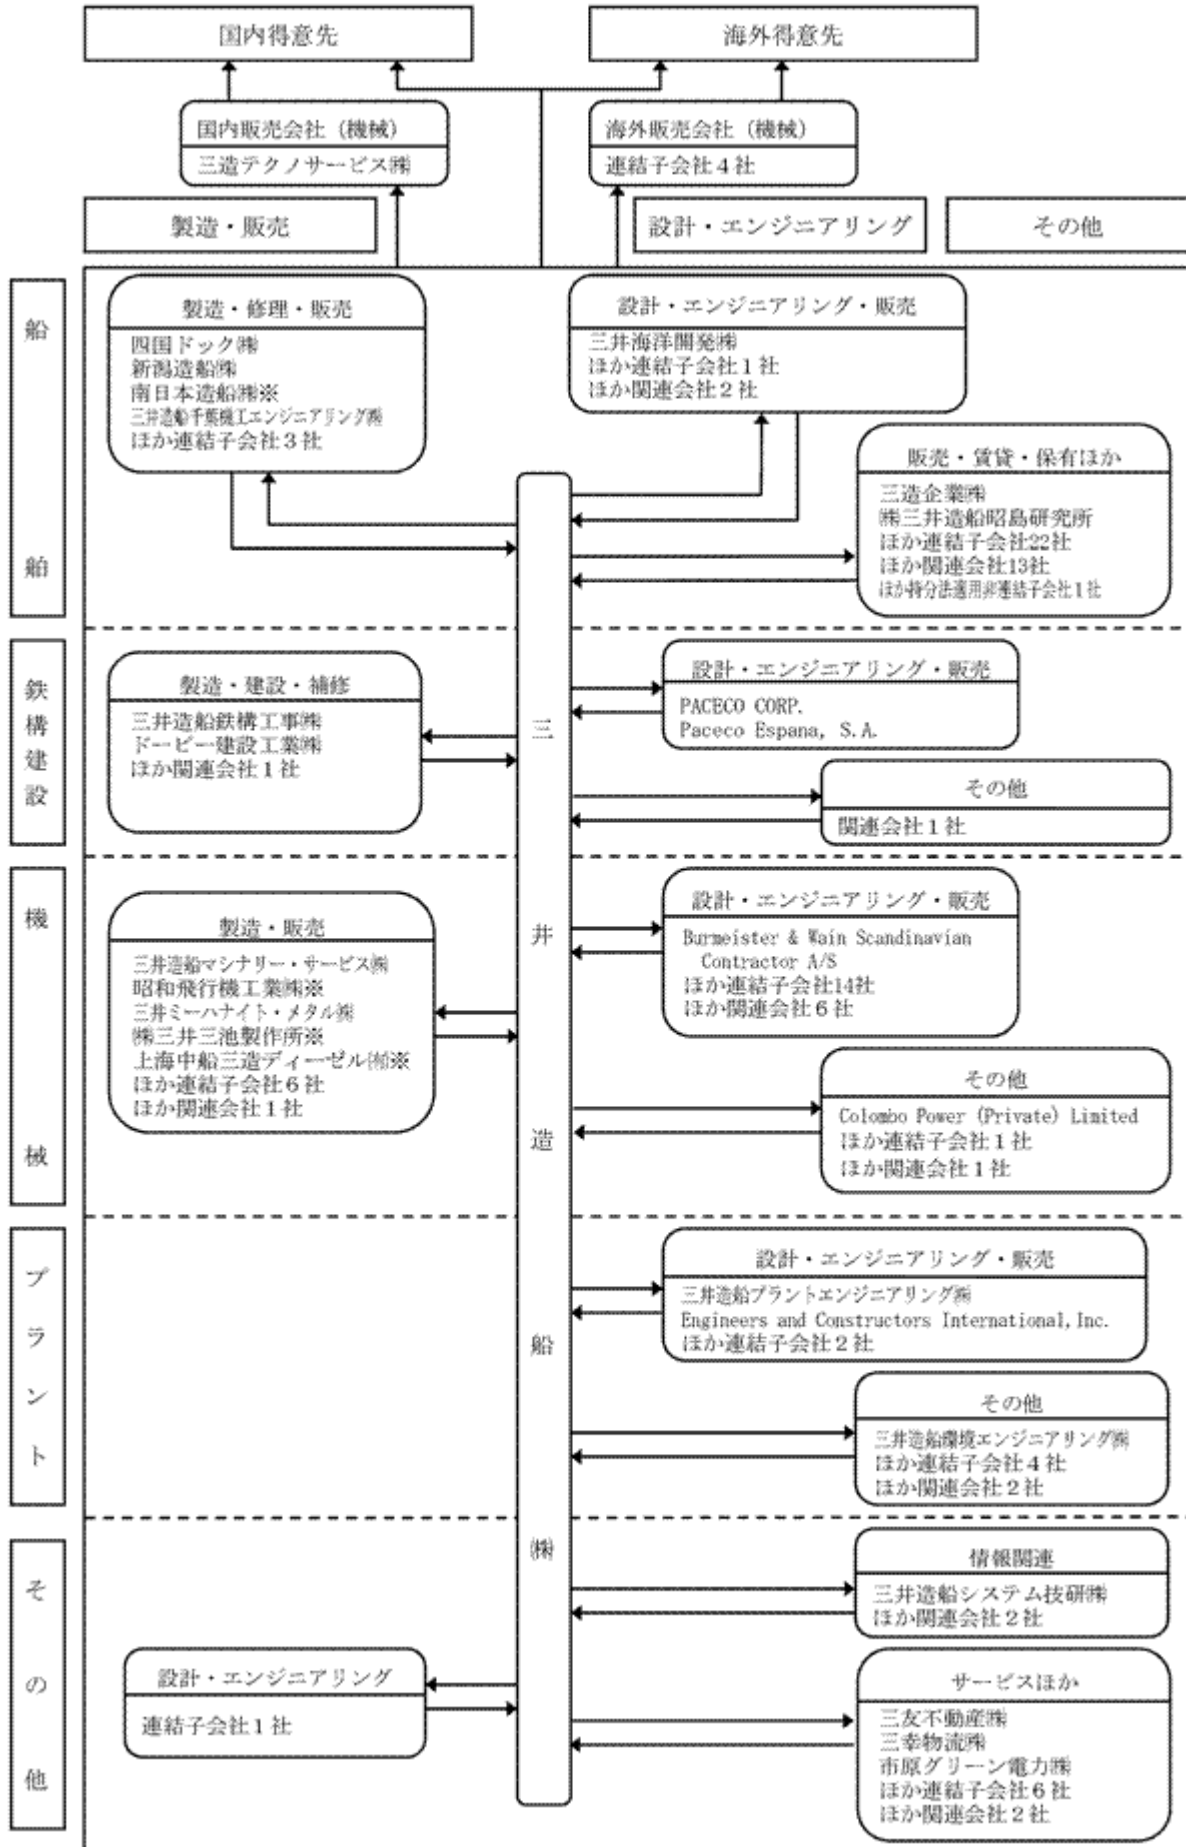 国内得意先
海外得意先
国内販売会社（機械）
三造テクノサービス㈱
海外販売会社（機械）
連結子会社４社
製造・販売
設計・エンジニアリング
その他
船舶
製造・修理・販売
四国ドック㈱
新潟造船㈱
南日本造船㈱※
三井造船千葉機工エンジニアリング㈱
ほか連結子会社３社
設計・エンジニアリング・販売
三井海洋開発㈱
ほか連結子会社１社
ほか関連会社２社
販売・賃貸・保有ほか
三造企業㈱
㈱三井造船昭島研究所
ほか連結子会社22社
ほか関連会社13社
ほか持分法適用非連結子会社１社
三井造船㈱
鉄構建設
製造・建設・補修
三井造船鉄構工事㈱
ドーピー建設工業㈱
ほか関連会社１社
設計・エンジニアリング・販売
PACECO CORP.
Paceco Espana, S.A.
その他
関連会社１社
機械
製造・販売
三井造船マシナリー・サービス㈱
昭和飛行機工業㈱※
三井ミーハナイト・メタル㈱
㈱三井三池製作所※
上海中船三造ディーゼル㈲※
ほか連結子会社６社
ほか関連会社１社
設計・エンジニアリング・販売
Burmeister & Wain Scandinavian
Contractor A/S
ほか連結子会社14社
ほか関連会社６社
その他
Colombo Power (Private) Limited
ほか連結子会社１社
ほか関連会社１社
プラント
設計・エンジニアリング・販売
三井造船プラントエンジニアリング㈱
Engineers and Constructors International, Inc.
ほか連結子会社２社
その他
三井造船環境エンジニアリング㈱
ほか連結子会社４社
ほか関連会社２社
その他
情報関連
三井造船システム技研㈱
ほか関連会社２社
設計・エンジニアリング
連結子会社１社
サービスほか
三友不動産㈱
三幸物流㈱
市原グリーン電力㈱
ほか連結子会社６社
ほか関連会社２社